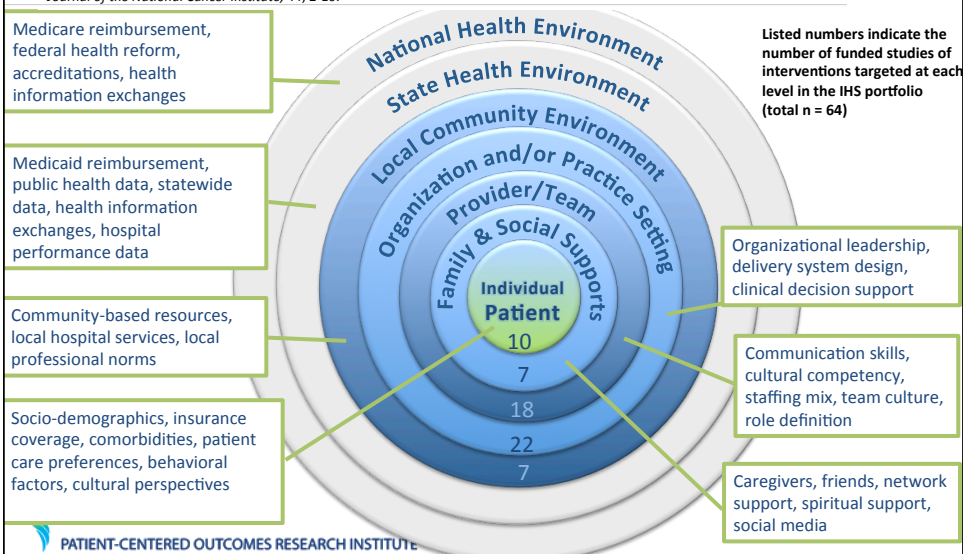 Medicare reimbursement,
federal health reform,
accreditations, health
information exchanges
Medicaid reimbursement,
public health data, statewide
data, health information
exchanges, hospital
performance data
Community-based resources,
local hospital services, local
professional norms
Socio-demographics, insurance
coverage, comorbidities, patient
care preferences, behavioral
factors, cultural perspectives
National Health Environment
State Health Environment
Local Community Environment
Organization and/or Practice Setting
Provider/Team
Family & Social Supports
Individual
Patient
10
7
18
22
7
Listed numbers indicate the
number of funded studies of
interventions targeted at each
level in the IHS portfolio
(total n = 64)
Organizational leadership,
delivery system design,
clinical decision support
Communication skills,
cultural competency,
staffing mix, team culture,
role definition
Caregivers, friends, network
support, spiritual support,
social media
PATIENT-CENTERED OUTCOMES RESEARCH INSTITUTE